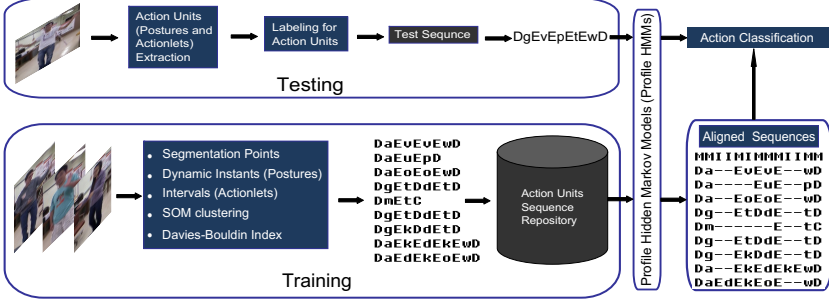 Action Units
(Postures and
Actionlets)
Extraction
Labeling for
Action Units
Test Sequnce
DgEvEpEtEwD
Testing
Action Classification
Profile Hidden Markov Models (Profile HMMs)
• Segmentation Points
• Dynamic Instants (Postures)
• Intervals (Actionlets)
• SOM clustering
• Davies-Bouldin Index
DaEvEvEwD
DaEuEpD
DaEoEoEwD
DgEtDdEtD
DmEtC
DgEtDdEtD
DgEkDdEtD
DaEkEdEkEwD
DaEdEkEoEwD
Action Units
Sequence
Repository
Training
Aligned Sequences
MMIIMIMMMIIMM
Da--EvEvE--wD
Da----EuE--pD
Da--EoEoE--wD
Dg--EtDdE--tD
Dm------E--tC
Dg--EtDdE--tD
Dg--EkDdE--tD
Da--EkEdEkEwD
DaEdEkEoE--wD